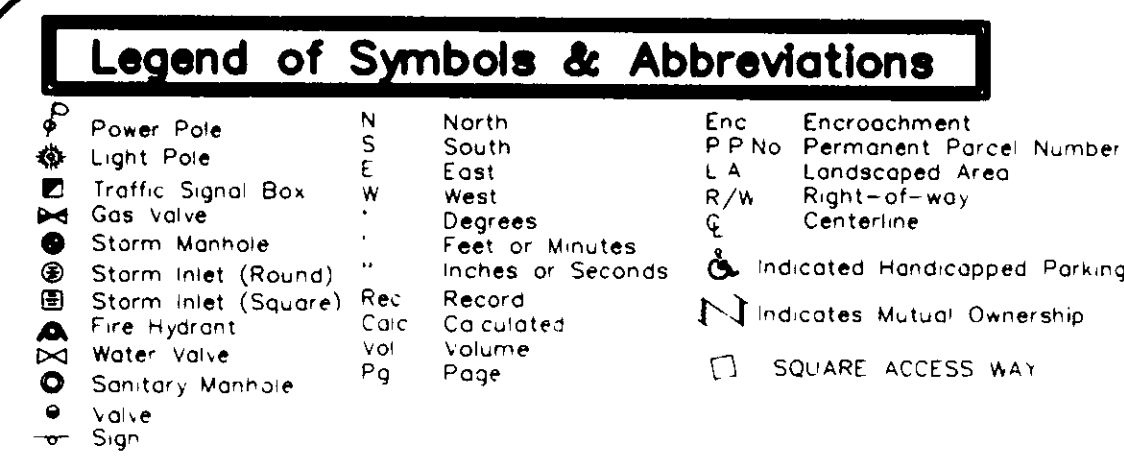 Legend of Symbols & Abbreviations
Power Pole
Light Pole
Traffic Signal Box
Gas Valve
Storm Manhole
Storm Inlet (Round)
Storm Inlet (Square)
Fire Hydrant
Water Valve
Sanitary Manhole
Valve
Sign
N North
S South
E East
W West
° Degrees
' Feet or Minutes
" Inches or Seconds
Rec Record
Calc Calculated
Vol Volume
Pg Page
Enc Encroachment
P P No Permanent Parcel Number
L A Landscaped Area
R/W Right-of-way
℄ Centerline
Indicated Handicapped Parking
Indicates Mutual Ownership
SQUARE ACCESS WAY